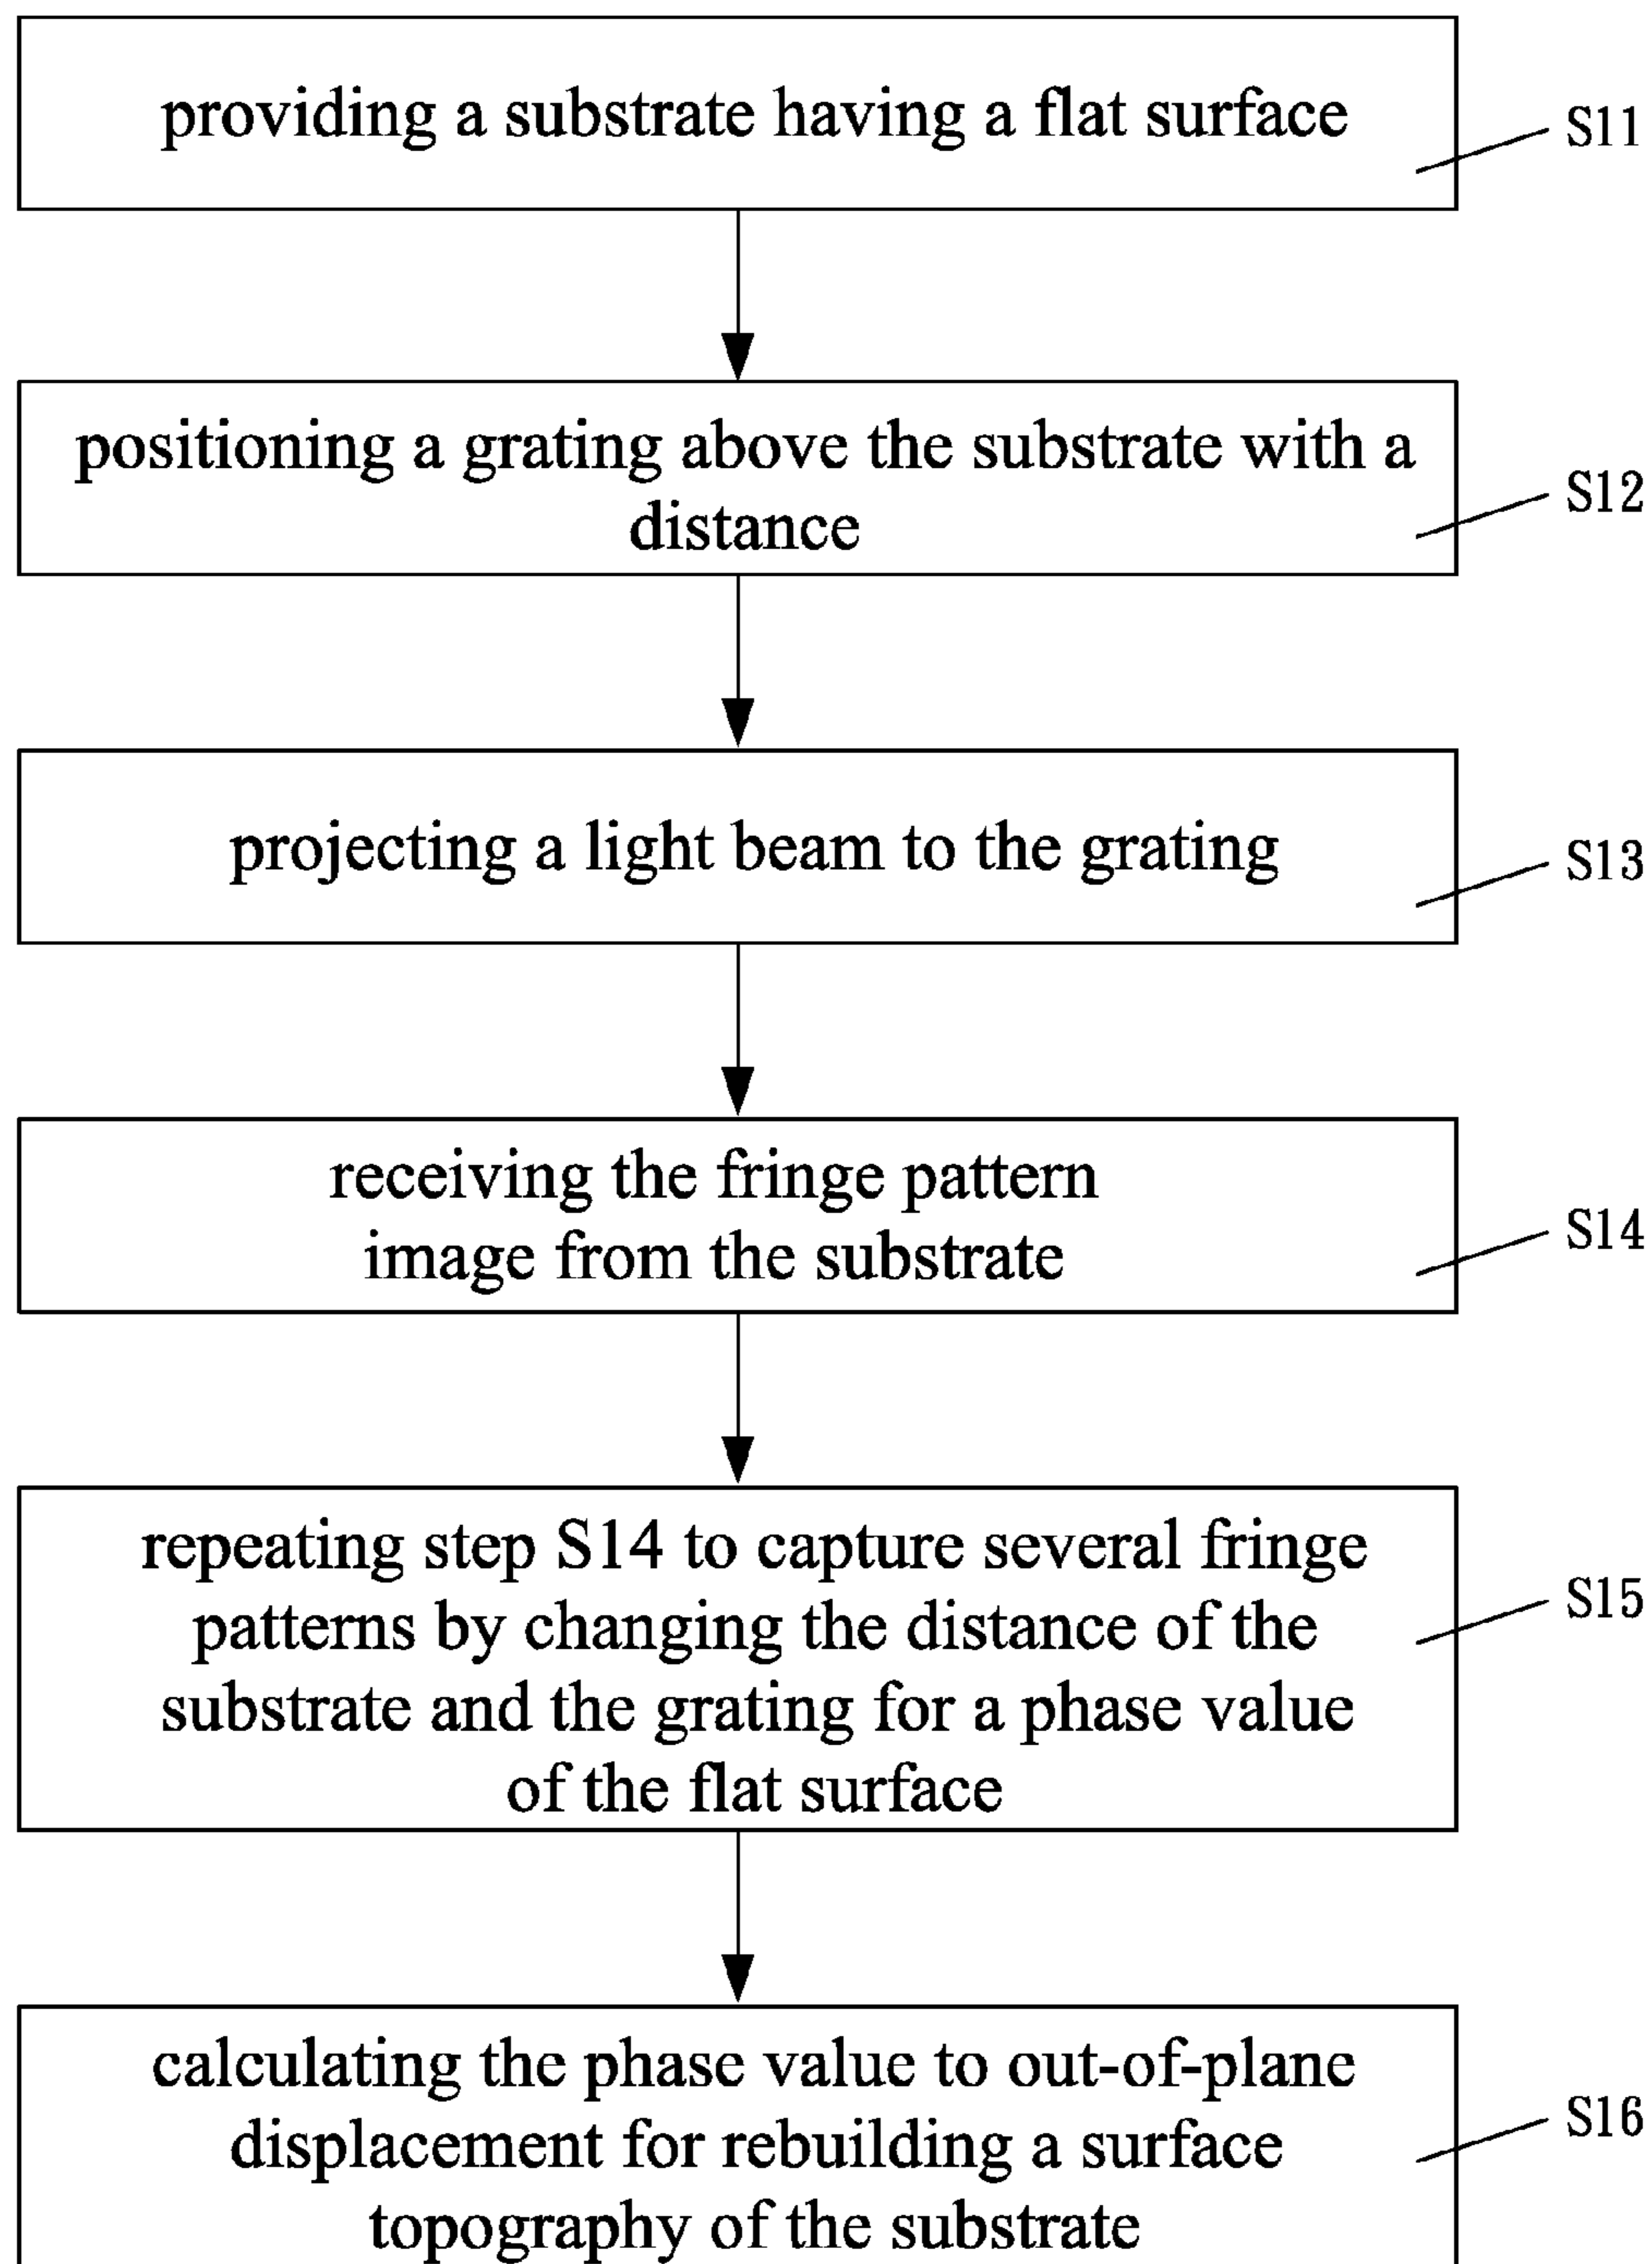 providing a substrate having a flat surface
S11
positioning a grating above the substrate with a
distance
S12
projecting a light beam to the grating
S13
receiving the fringe pattern
image from the substrate
S14
repeating step S14 to capture several fringe
patterns by changing the distance of the
substrate and the grating for a phase value
of the flat surface
S15
calculating the phase value to out-of-plane
displacement for rebuilding a surface
topography of the substrate
S16